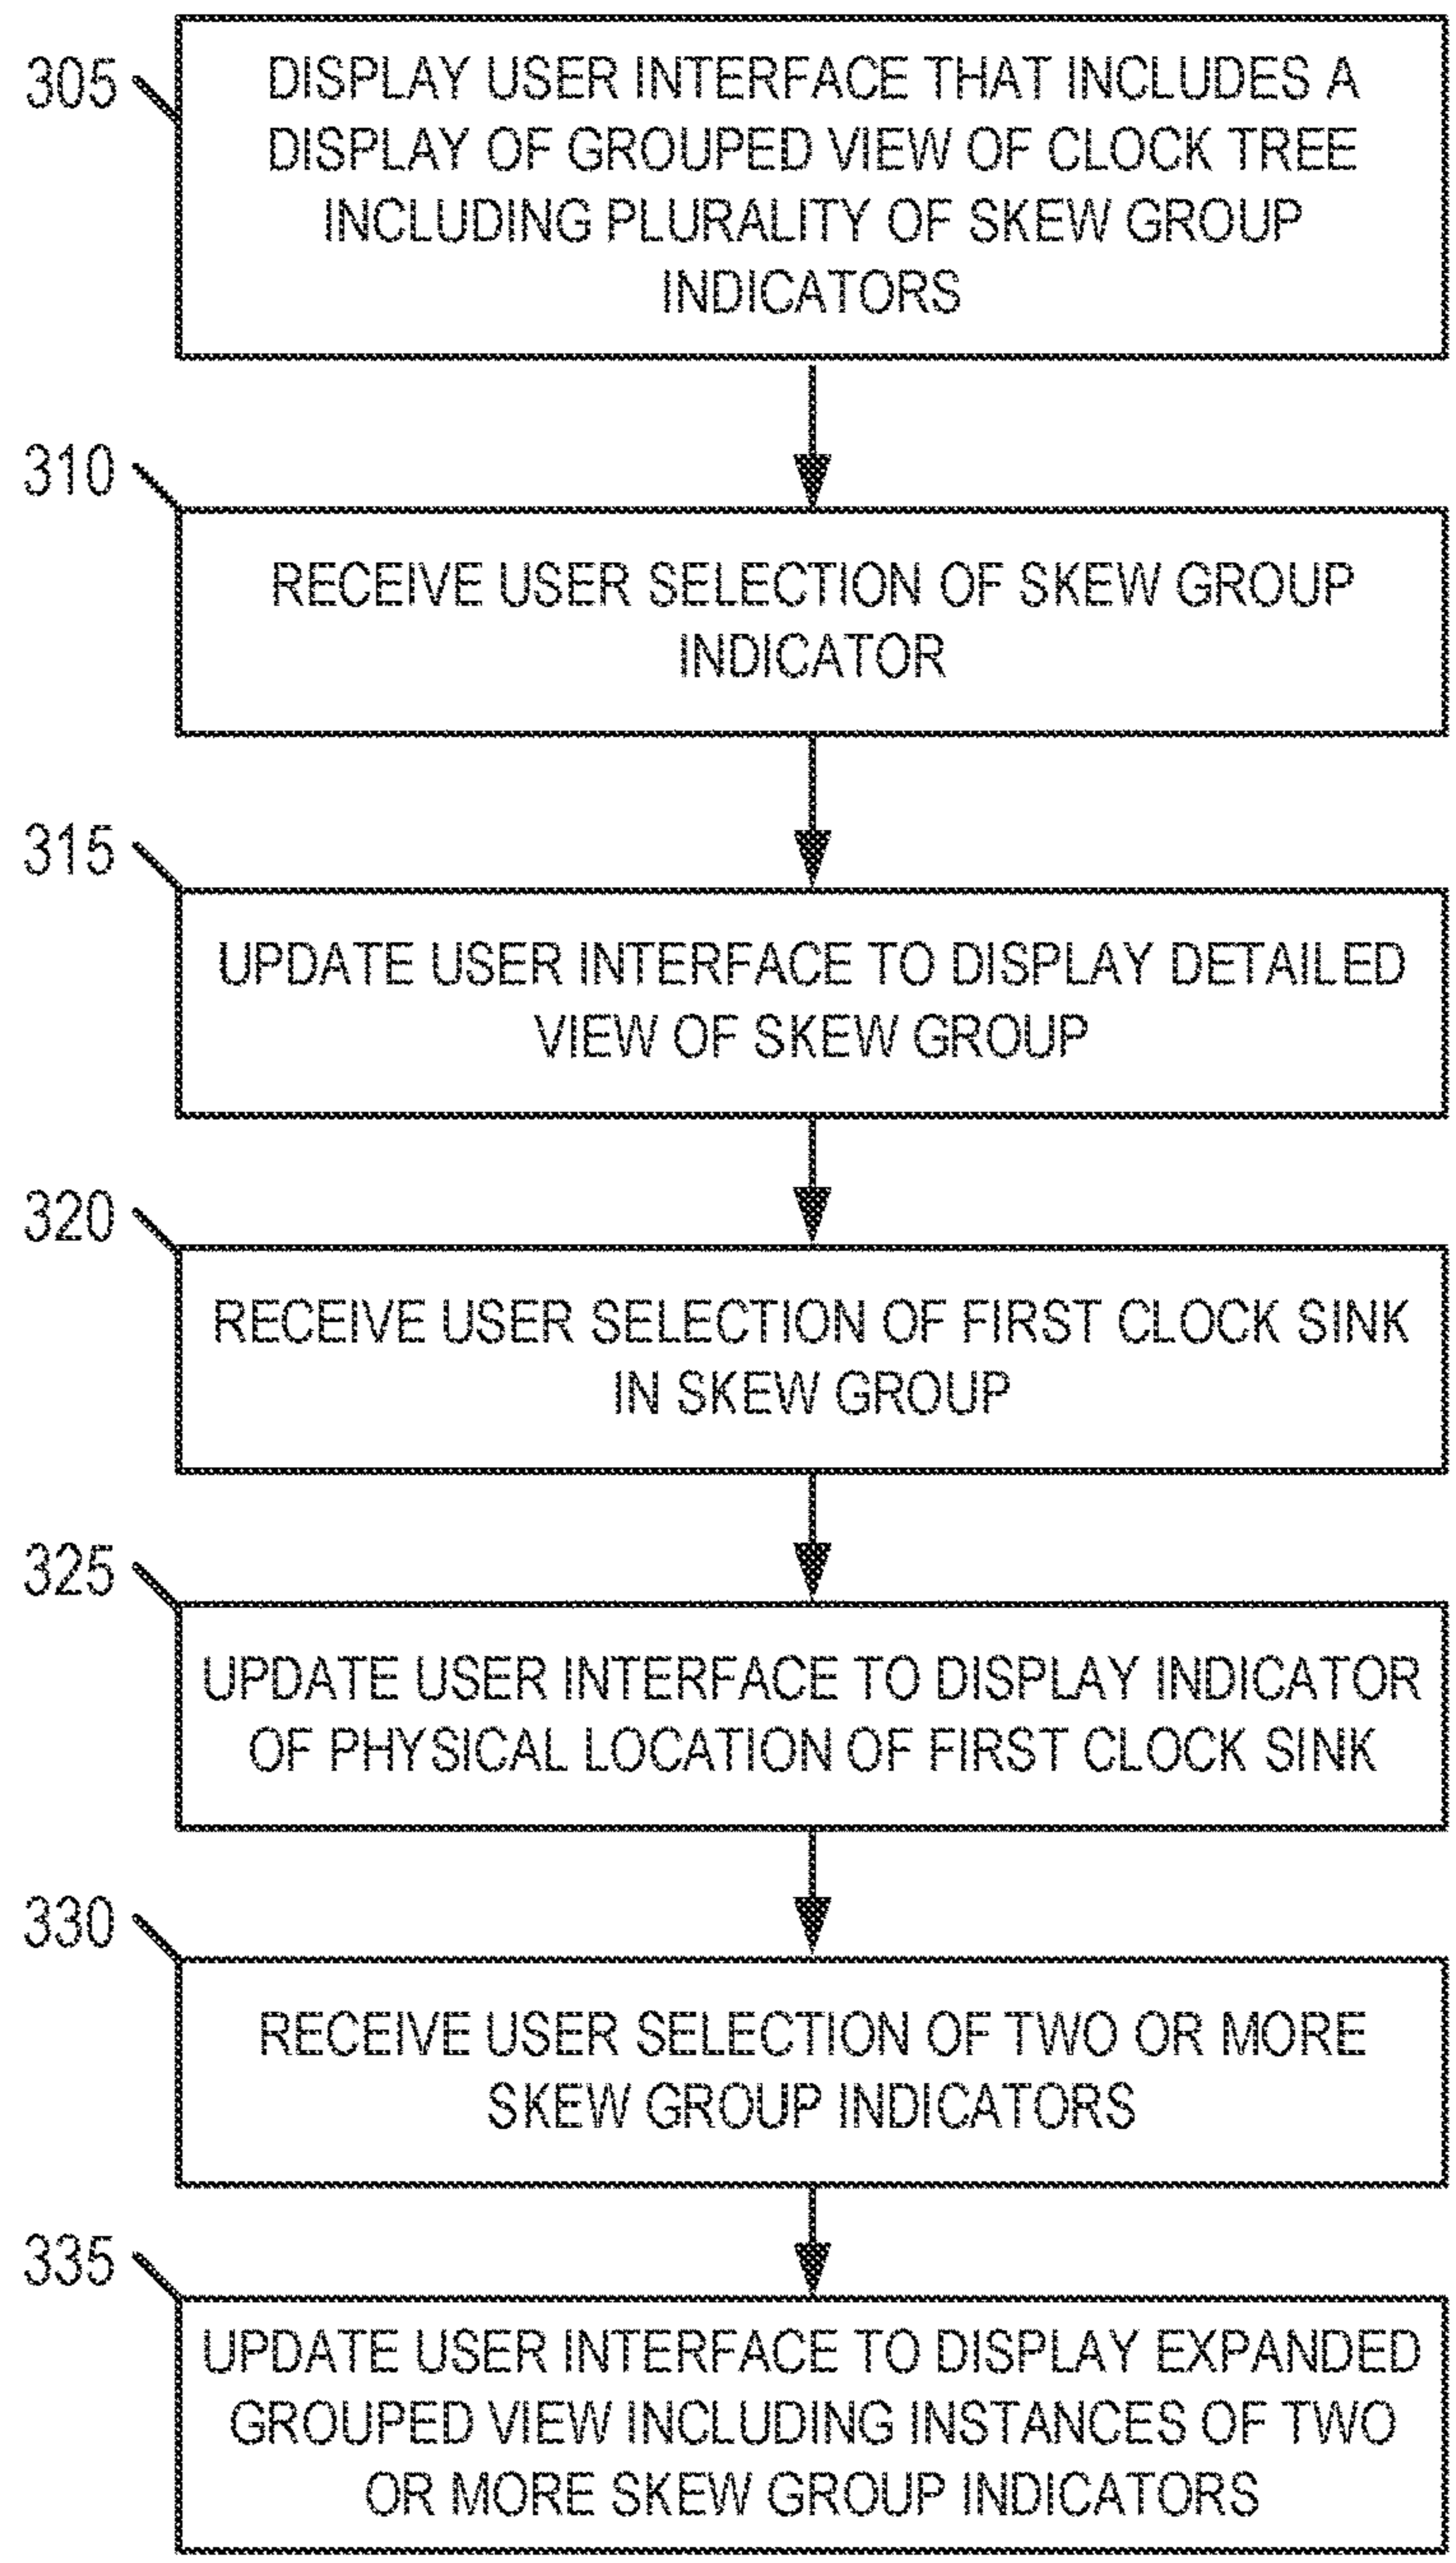 305
DISPLAY USER INTERFACE THAT INCLUDES A
DISPLAY OF GROUPED VIEW OF CLOCK TREE
INCLUDING PLURALITY OF SKEW GROUP
INDICATORS
310
RECEIVE USER SELECTION OF SKEW GROUP
INDICATOR
315
UPDATE USER INTERFACE TO DISPLAY DETAILED
VIEW OF SKEW GROUP
320
RECEIVE USER SELECTION OF FIRST CLOCK SINK
IN SKEW GROUP
325
UPDATE USER INTERFACE TO DISPLAY INDICATOR
OF PHYSICAL LOCATION OF FIRST CLOCK SINK
330
RECEIVE USER SELECTION OF TWO OR MORE
SKEW GROUP INDICATORS
335
UPDATE USER INTERFACE TO DISPLAY EXPANDED
GROUPED VIEW INCLUDING INSTANCES OF TWO
OR MORE SKEW GROUP INDICATORS